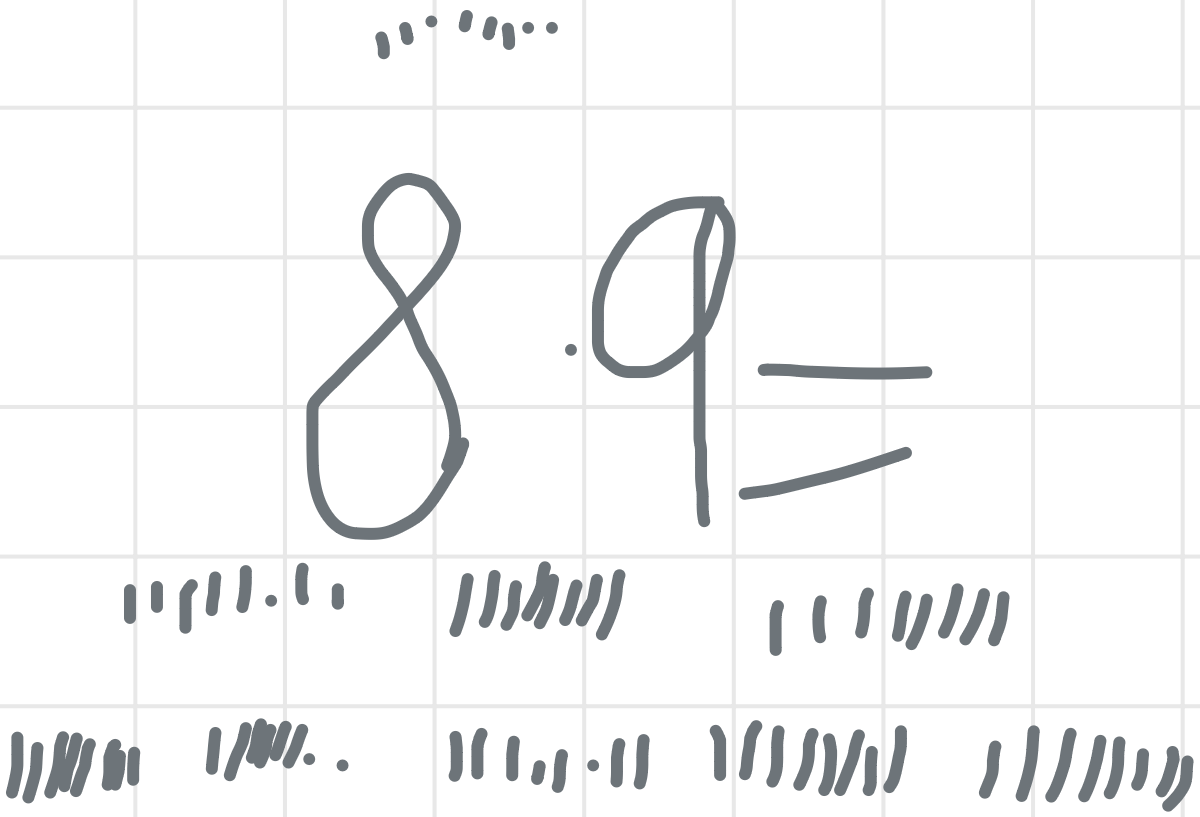 8 . 9 =